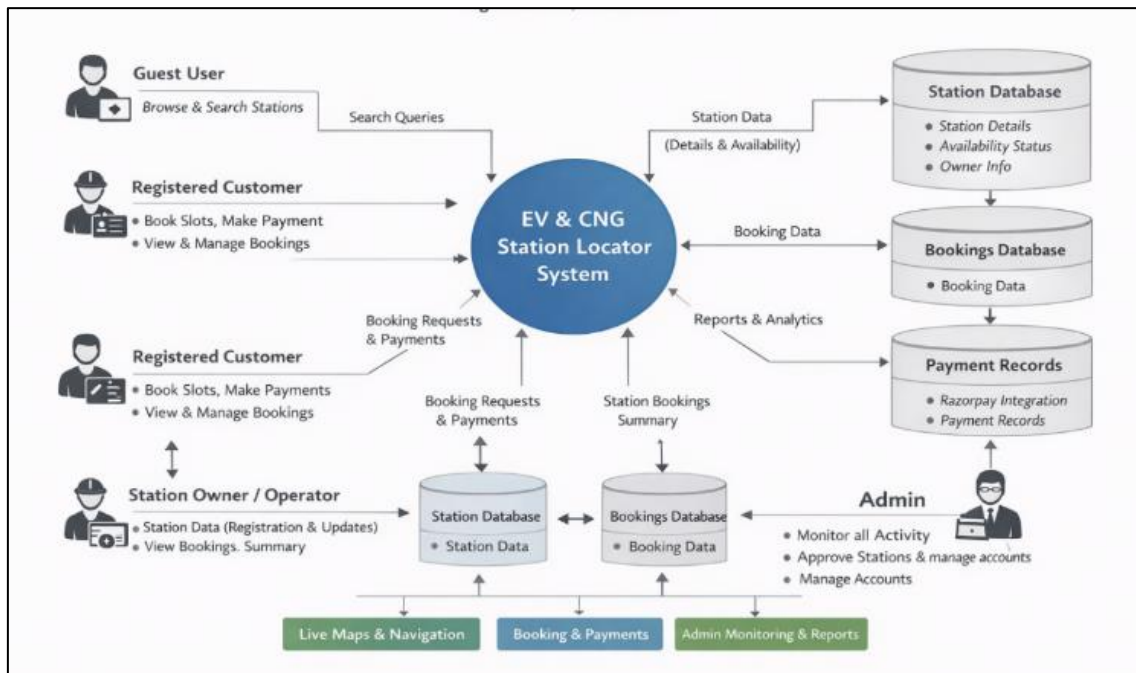 Guest User
Browse & Search Stations
Search Queries
Registered Customer
• Book Slots, Make Payment
• View & Manage Bookings
Booking Requests
& Payments
Registered Customer
• Book Slots, Make Payments
• View & Manage Bookings
Station Owner / Operator
• Station Data (Registration & Updates)
• View Bookings. Summary
EV & CNG
Station Locator
System
Station Data
(Details & Availability)
Booking Data
Reports & Analytics
Booking Requests
& Payments
Station Bookings
Summary
Station Database
• Station Details
• Availability Status
• Owner Info
Bookings Database
• Booking Data
Payment Records
• Razorpay Integration
• Payment Records
Station Database
• Station Data
Bookings Database
• Booking Data
Admin
• Monitor all Activity
• Approve Stations & manage accounts
• Manage Accounts
Live Maps & Navigation
Booking & Payments
Admin Monitoring & Reports